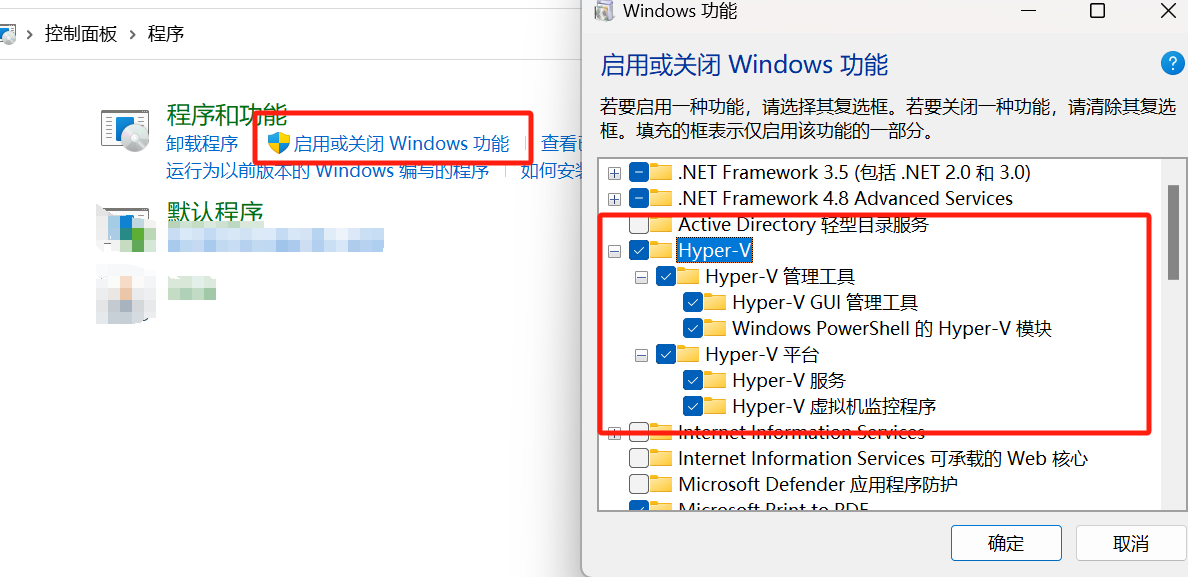 控制面板 › 程序
程序和功能
卸载程序 启用或关闭 Windows 功能 查看
运行为以前版本的 Windows 编写的程序 如何安装
默认程序
Windows 功能
启用或关闭 Windows 功能
若要启用一种功能，请选择其复选框。若要关闭一种功能，请清除其复选
框。填充的框表示仅启用该功能的一部分。
.NET Framework 3.5 (包括 .NET 2.0 和 3.0)
.NET Framework 4.8 Advanced Services
Active Directory 轻型目录服务
Hyper-V
Hyper-V 管理工具
Hyper-V GUI 管理工具
Windows PowerShell 的 Hyper-V 模块
Hyper-V 平台
Hyper-V 服务
Hyper-V 虚拟机监控程序
Internet Information Services
Internet Information Services 可承载的 Web 核心
Microsoft Defender 应用程序防护
Microsoft Print to PDF
确定 取消